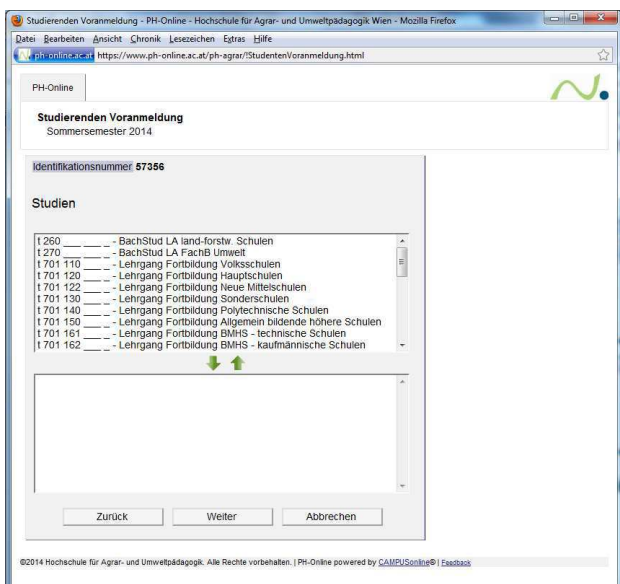 Studierenden Voranmeldung - PH-Online - Hochschule für Agrar- und Umweltpädagogik Wien - Mozilla Firefox
Datei Bearbeiten Ansicht Chronik Lesezeichen Extras Hilfe
ph-online.ac.at https://www.ph-online.ac.at/ph-agrar/!StudentenVoranmeldung.html
PH-Online
Studierenden Voranmeldung
Sommersemester 2014
Identifikationsnummer 57356
Studien
t 260 ___ ___ _ - BachStud LA land-forstw. Schulen
t 270 ___ ___ _ - BachStud LA FachB Umwelt
t 701 110 ___ _ - Lehrgang Fortbildung Volksschulen
t 701 120 ___ _ - Lehrgang Fortbildung Hauptschulen
t 701 122 ___ _ - Lehrgang Fortbildung Neue Mittelschulen
t 701 130 ___ _ - Lehrgang Fortbildung Sonderschulen
t 701 140 ___ _ - Lehrgang Fortbildung Polytechnische Schulen
t 701 150 ___ _ - Lehrgang Fortbildung Allgemein bildende höhere Schulen
t 701 161 ___ _ - Lehrgang Fortbildung BMHS - technische Schulen
t 701 162 ___ _ - Lehrgang Fortbildung BMHS - kaufmännische Schulen
Zurück Weiter Abbrechen
©2014 Hochschule für Agrar- und Umweltpädagogik. Alle Rechte vorbehalten. | PH-Online powered by CAMPUSonline® | Feedback